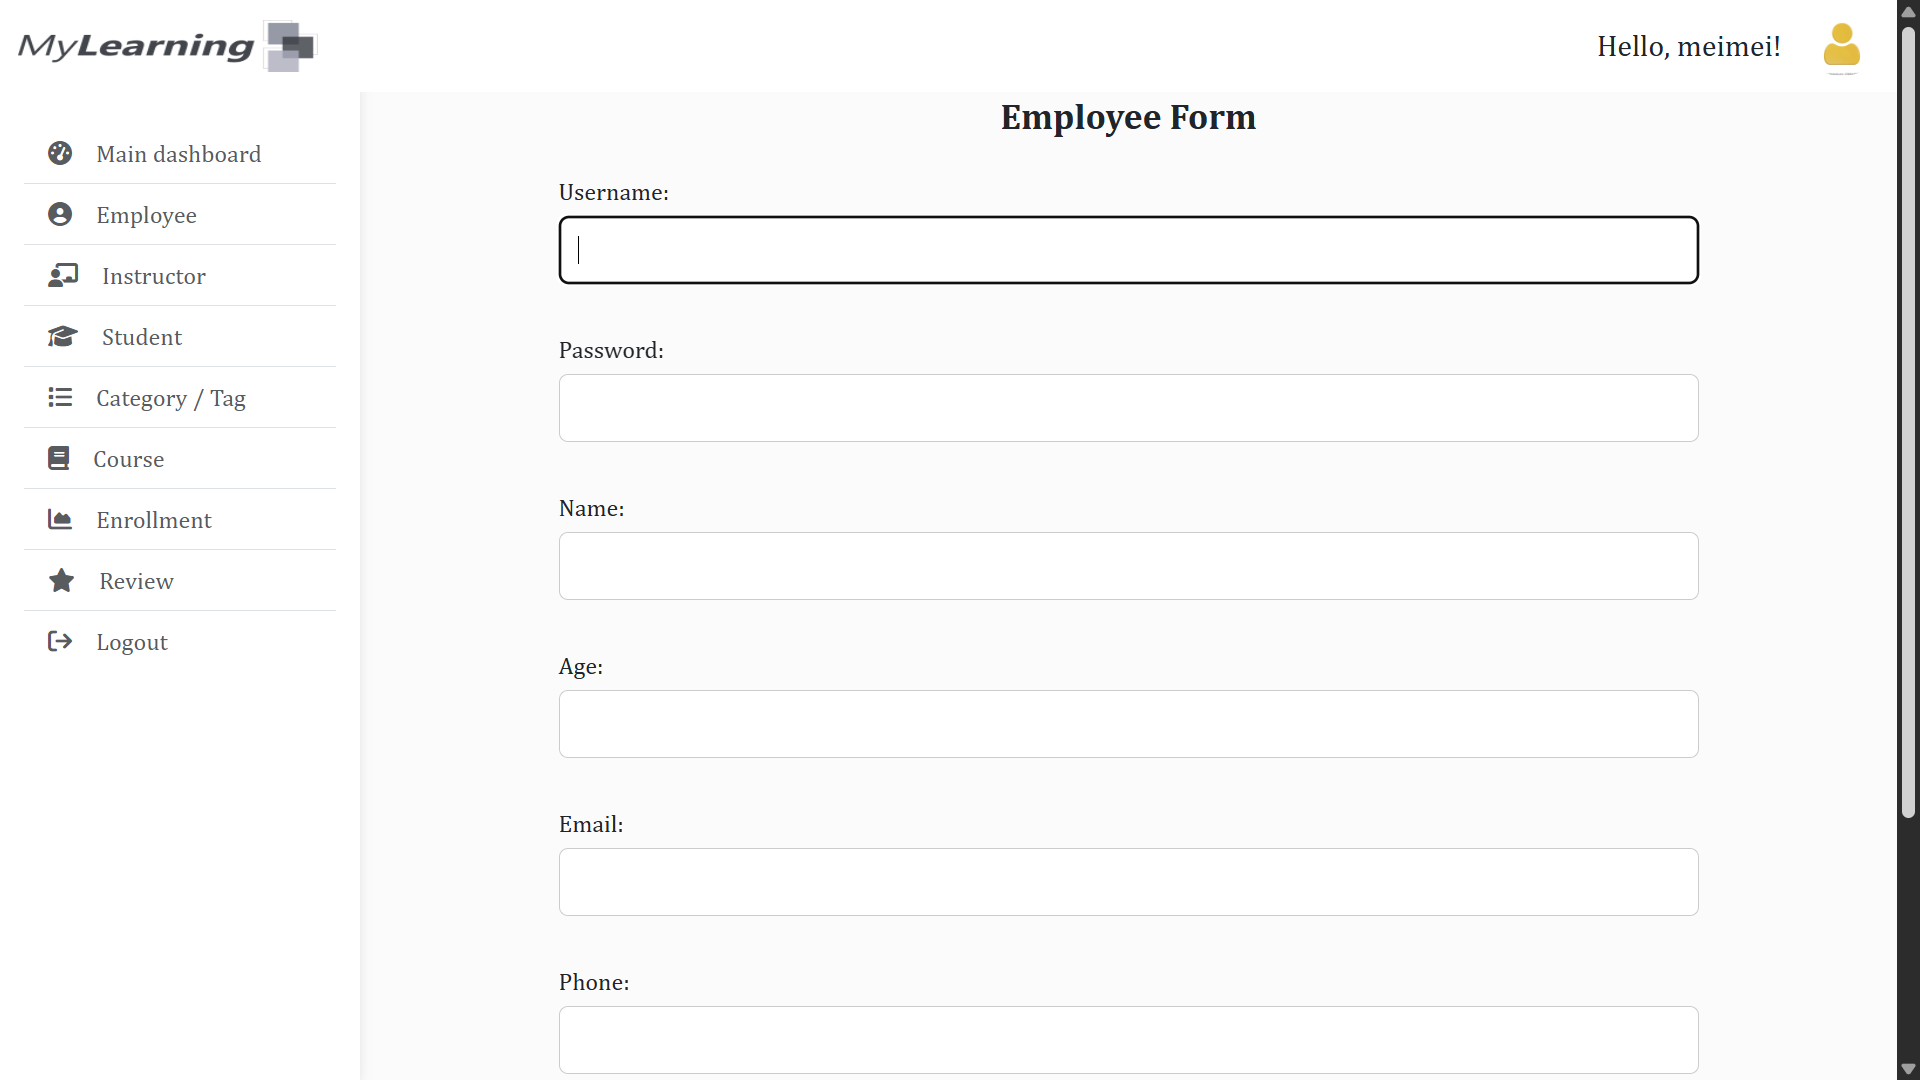 MyLearning
Hello, meimei!
Main dashboard
Employee
Instructor
Student
Category / Tag
Course
Enrollment
Review
Logout
Employee Form
Username:
Password:
Name:
Age:
Email:
Phone: